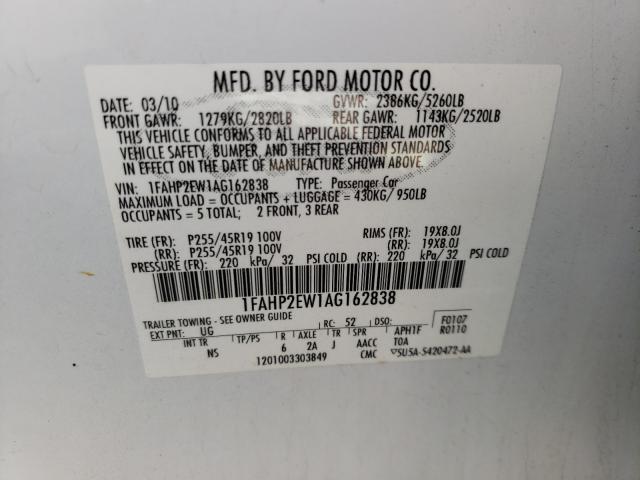 MFD. BY FORD MOTOR CO.
DATE: 03/10 GVWR: 2386KG/5260LB
FRONT GAWR: 1279KG/2820LB REAR GAWR: 1143KG/2520LB
THIS VEHICLE CONFORMS TO ALL APPLICABLE FEDERAL MOTOR
VEHICLE SAFETY, BUMPER, AND THEFT PREVENTION STANDARDS
IN EFFECT ON THE DATE OF MANUFACTURE SHOWN ABOVE.
VIN: 1FAHP2EW1AG162838 TYPE: Passenger Car
MAXIMUM LOAD = OCCUPANTS + LUGGAGE = 430KG/950LB
OCCUPANTS = 5 TOTAL; 2 FRONT, 3 REAR
TIRE (FR): P255/45R19 100V RIMS (FR): 19X8.0J
(RR): P255/45R19 100V (RR): 19X8.0J
PRESSURE (FR): 220 kPa/ 32 PSI COLD (RR): 220 kPa/ 32 PSI COLD
1FAHP2EW1AG162838
TRAILER TOWING - SEE OWNER GUIDE
EXT PNT: UG RC: 52 DSO: F0107
INT TR TP/PS R AXLE TR SPR APH1F R0110
NS 6 2A J AACC TOA
1201003303849 CMC 5U5A-5420472-AA